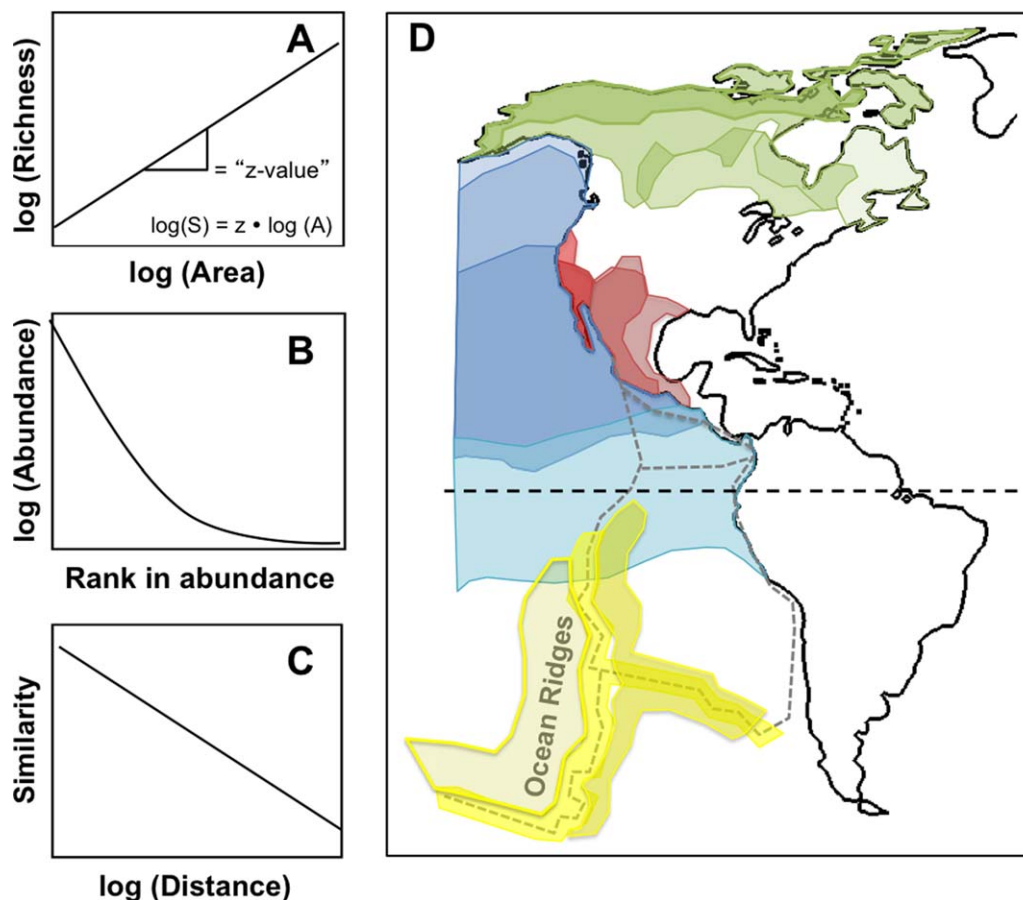 A
log (Richness)
= “z-value”
log(S) = z • log (A)
log (Area)
B
log (Abundance)
Rank in abundance
C
Similarity
log (Distance)
D
Ocean Ridges